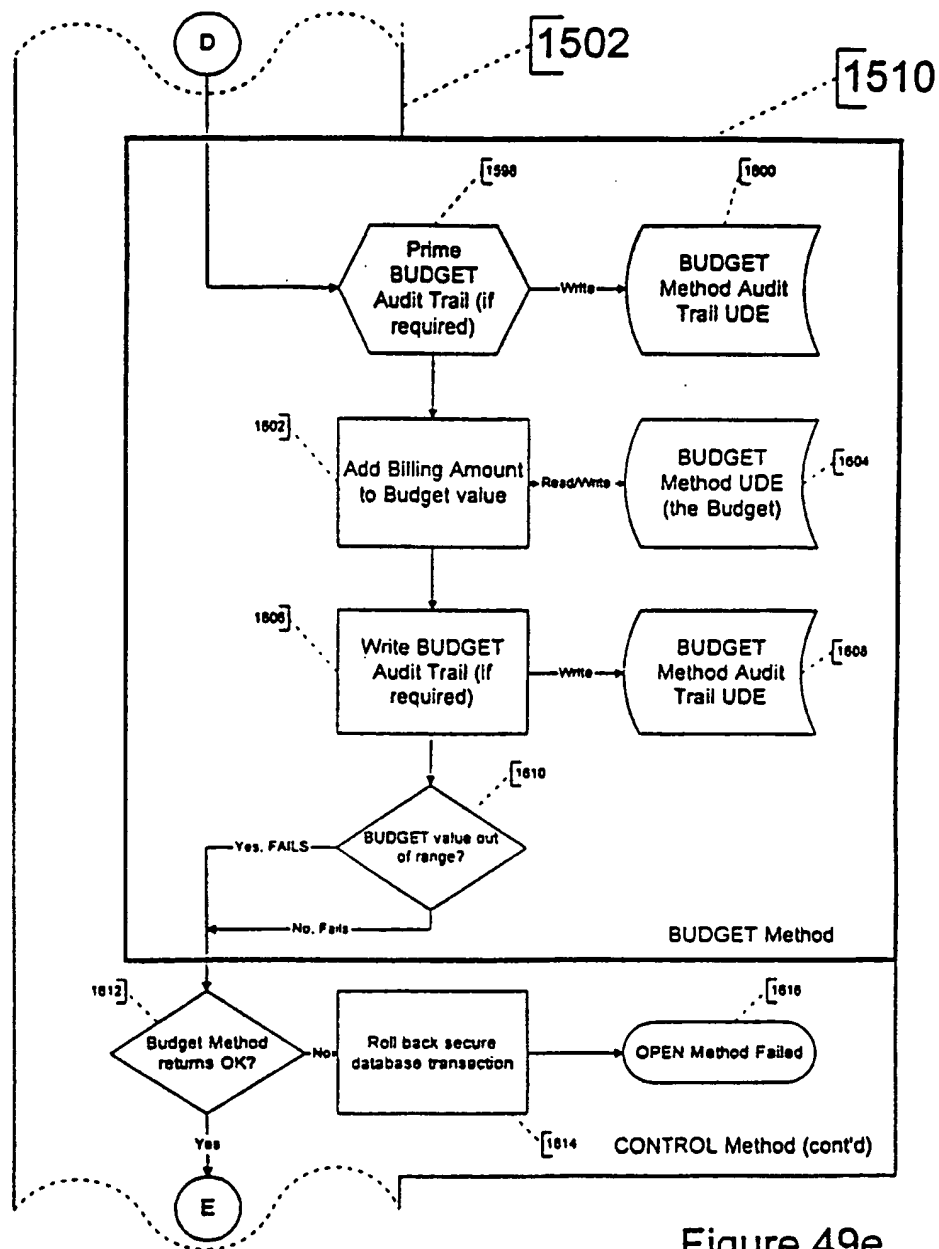 D
1502
1510
1598
1600
Prime
BUDGET
Audit Trail (if
required)
Write
BUDGET
Method Audit
Trail UDE
1602
Add Billing Amount
to Budget value
Read/Write
BUDGET
Method UDE
(the Budget)
1604
1606
Write BUDGET
Audit Trail (if
required)
Write
BUDGET
Method Audit
Trail UDE
1608
1610
BUDGET value out
of range?
Yes, FAILS
No, Fails
BUDGET Method
1612
Budget Method
returns OK?
No
Roll back secure
database transaction
1616
OPEN Method Failed
Yes
1614
CONTROL Method (cont'd)
E
Figure 49e